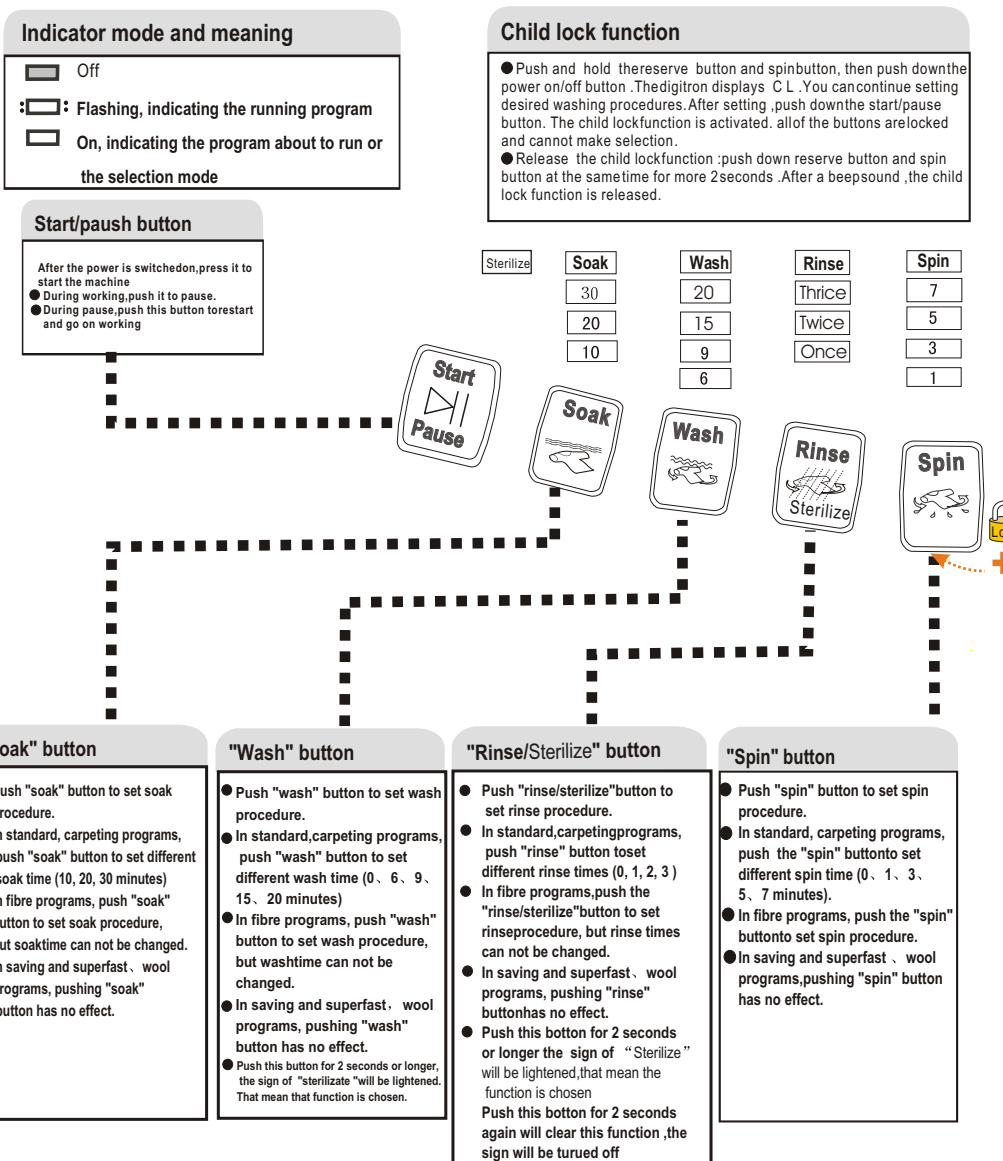 Indicator mode and meaning
Off
Flashing, indicating the running program
On, indicating the program about to run or
the selection mode
Child lock function
●Push and hold thereserve button and spinbutton, then push downthe
power on/off button .Thedigitron displays C L .You cancontinue setting
desired washing procedures.After setting ,push downthe start/pause
button. The child lockfunction is activated. allof the buttons arelocked
and cannot make selection.
●Release the child lockfunction :push down reserve button and spin
button at the sametime for more 2seconds .After a beepsound ,the child
lock function is released.
Start/paush button
After the power is switchedon,press it to
start the machine
● During working,push it to pause.
● During pause,push this button torestart
and go on working
Sterilize Soak Wash Rinse Spin
30 20 Thrice 7
20 15 Twice 5
10 9 Once 3
6 1
Start
Pause
Soak
Wash
Rinse
Sterilize
Spin
oak" button
ush "soak" button to set soak
rocedure.
n standard, carpeting programs,
push "soak" button to set different
soak time (10, 20, 30 minutes)
n fibre programs, push "soak"
utton to set soak procedure,
ut soaktime can not be changed.
n saving and superfast、wool
rograms, pushing "soak"
button has no effect.
"Wash" button
●Push "wash" button to set wash
procedure.
●In standard,carpeting programs,
push "wash" button to set
different wash time (0、6、9、
15、20 minutes)
●In fibre programs, push "wash"
button to set wash procedure,
but washtime can not be
changed.
●In saving and superfast，wool
programs, pushing "wash"
button has no effect.
●Push this button for 2 seconds or longer,
the sign of "sterilizate "will be lightened.
That mean that function is chosen.
"Rinse/Sterilize" button
● Push "rinse/sterilize"button to
set rinse procedure.
● In standard,carpetingprograms,
push "rinse" button toset
different rinse times (0, 1, 2, 3 )
● In fibre programs,push the
"rinse/sterilize"button to set
rinseprocedure, but rinse times
can not be changed.
● In saving and superfast、wool
programs, pushing "rinse"
buttonhas no effect.
● Push this botton for 2 seconds
or longer the sign of “Sterilize”
will be lightened,that mean the
function is chosen
Push this botton for 2 seconds
again will clear this function ,the
sign will be turued off
"Spin" button
● Push "spin" button to set spin
procedure.
● In standard, carpeting programs,
push the "spin" buttonto set
different spin time (0、1、3、
5、7 minutes).
● In fibre programs, push the "spin"
buttonto set spin procedure.
●In saving and superfast 、wool
programs,pushing "spin" button
has no effect.